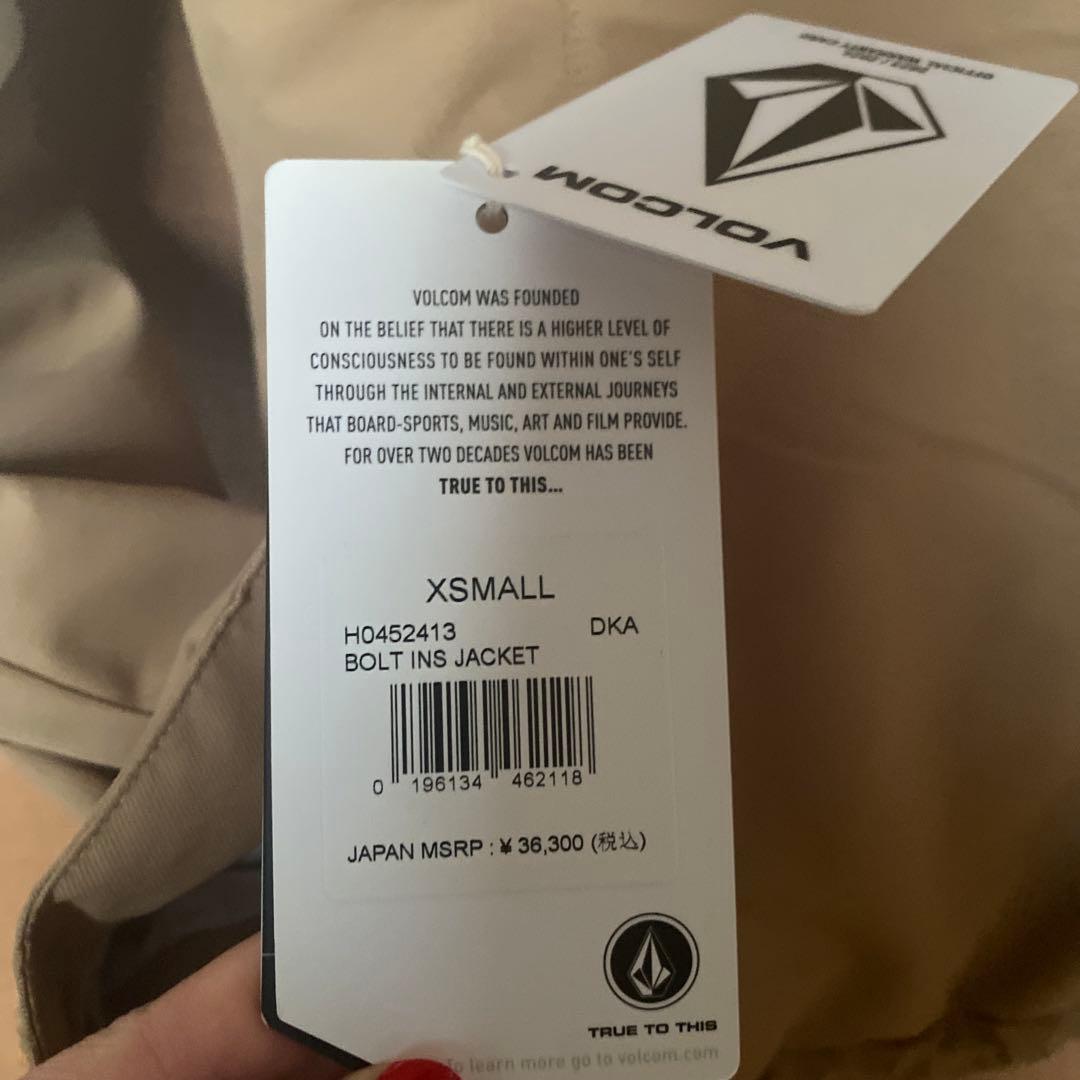 OFFICIAL WARRANTY CARD
VOLCOM
VOLCOM WAS FOUNDED
ON THE BELIEF THAT THERE IS A HIGHER LEVEL OF
CONSCIOUSNESS TO BE FOUND WITHIN ONE'S SELF
THROUGH THE INTERNAL AND EXTERNAL JOURNEYS
THAT BOARD-SPORTS, MUSIC, ART AND FILM PROVIDE.
FOR OVER TWO DECADES VOLCOM HAS BEEN
TRUE TO THIS...
XSMALL
H0452413 DKA
BOLT INS JACKET
0 196134 462118
JAPAN MSRP : ¥ 36,300 (税込)
TRUE TO THIS
To learn more go to volcom.com